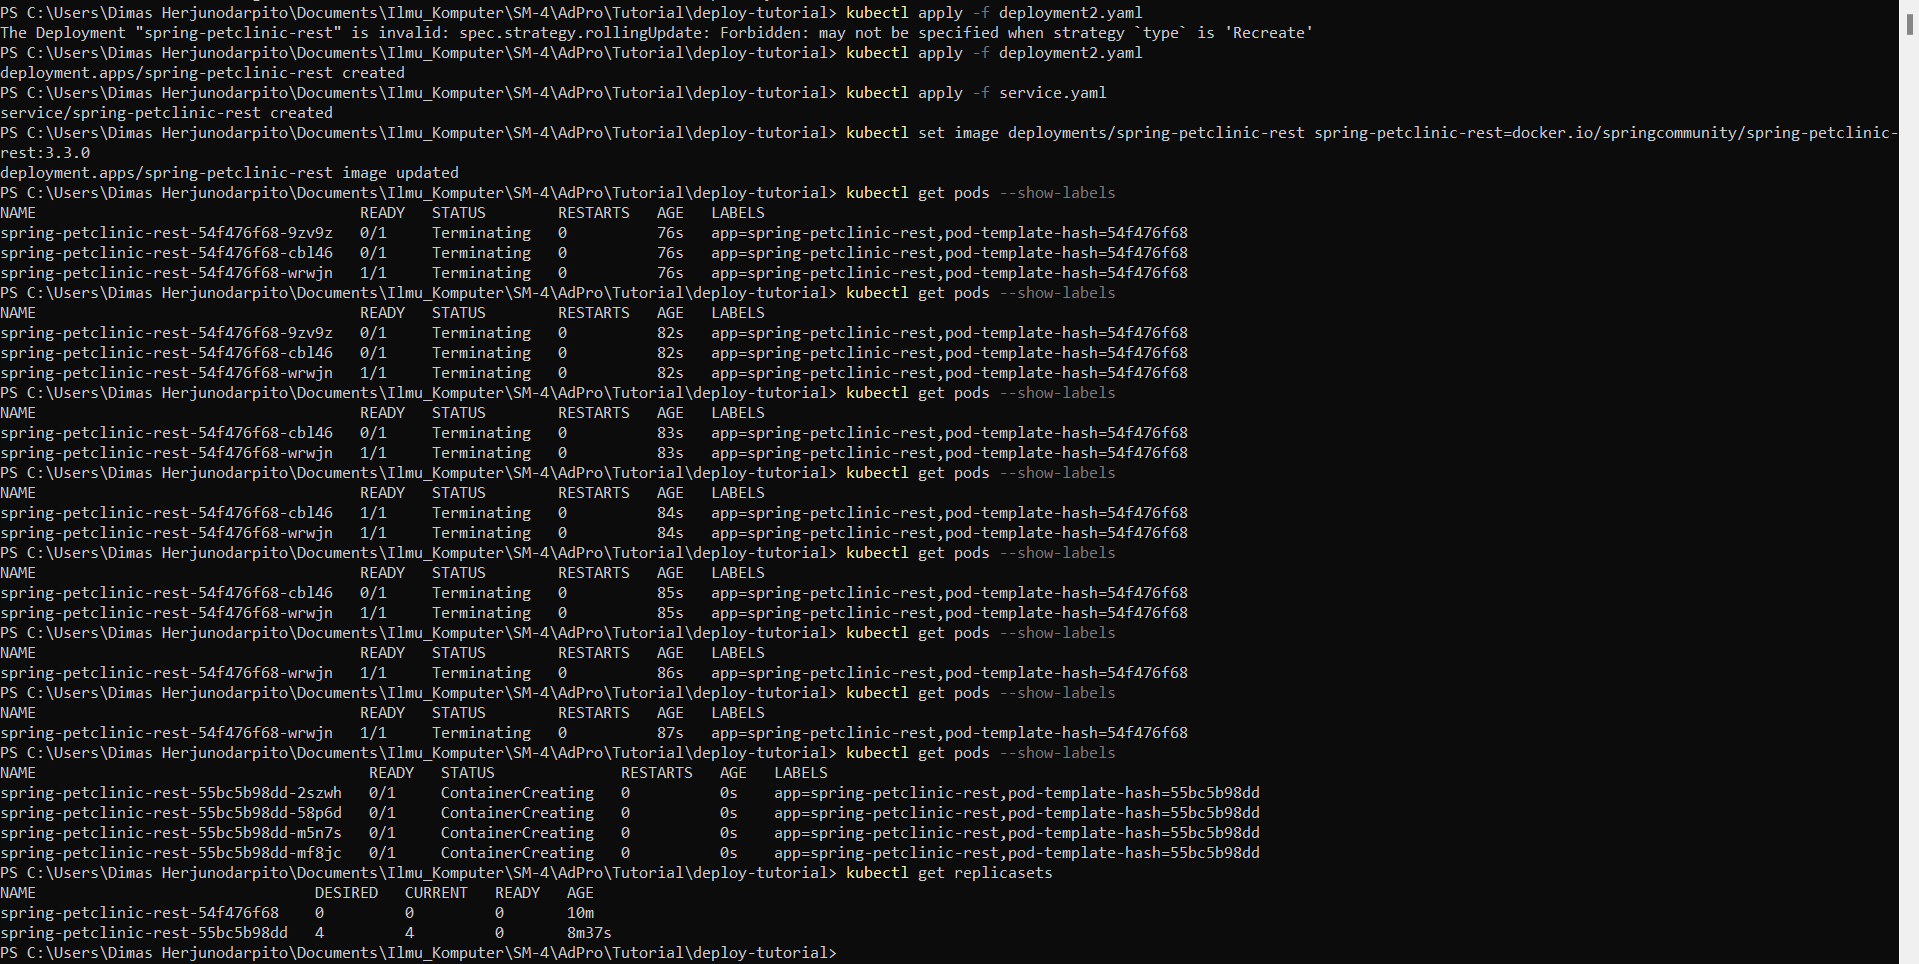 PS C:\Users\Dimas Herjunodarpito\Documents\Ilmu_Komputer\SM-4\AdPro\Tutorial\deploy-tutorial> kubectl apply -f deployment2.yaml
The Deployment "spring-petclinic-rest" is invalid: spec.strategy.rollingUpdate: Forbidden: may not be specified when strategy `type` is 'Recreate'
PS C:\Users\Dimas Herjunodarpito\Documents\Ilmu_Komputer\SM-4\AdPro\Tutorial\deploy-tutorial> kubectl apply -f deployment2.yaml
deployment.apps/spring-petclinic-rest created
PS C:\Users\Dimas Herjunodarpito\Documents\Ilmu_Komputer\SM-4\AdPro\Tutorial\deploy-tutorial> kubectl apply -f service.yaml
service/spring-petclinic-rest created
PS C:\Users\Dimas Herjunodarpito\Documents\Ilmu_Komputer\SM-4\AdPro\Tutorial\deploy-tutorial> kubectl set image deployments/spring-petclinic-rest spring-petclinic-rest=docker.io/springcommunity/spring-petclinic-
rest:3.3.0
deployment.apps/spring-petclinic-rest image updated
PS C:\Users\Dimas Herjunodarpito\Documents\Ilmu_Komputer\SM-4\AdPro\Tutorial\deploy-tutorial> kubectl get pods --show-labels
NAME READY STATUS RESTARTS AGE LABELS
spring-petclinic-rest-54f476f68-9zv9z 0/1 Terminating 0 76s app=spring-petclinic-rest,pod-template-hash=54f476f68
spring-petclinic-rest-54f476f68-cbl46 0/1 Terminating 0 76s app=spring-petclinic-rest,pod-template-hash=54f476f68
spring-petclinic-rest-54f476f68-wrwjn 1/1 Terminating 0 76s app=spring-petclinic-rest,pod-template-hash=54f476f68
PS C:\Users\Dimas Herjunodarpito\Documents\Ilmu_Komputer\SM-4\AdPro\Tutorial\deploy-tutorial> kubectl get pods --show-labels
NAME READY STATUS RESTARTS AGE LABELS
spring-petclinic-rest-54f476f68-9zv9z 0/1 Terminating 0 82s app=spring-petclinic-rest,pod-template-hash=54f476f68
spring-petclinic-rest-54f476f68-cbl46 0/1 Terminating 0 82s app=spring-petclinic-rest,pod-template-hash=54f476f68
spring-petclinic-rest-54f476f68-wrwjn 1/1 Terminating 0 82s app=spring-petclinic-rest,pod-template-hash=54f476f68
PS C:\Users\Dimas Herjunodarpito\Documents\Ilmu_Komputer\SM-4\AdPro\Tutorial\deploy-tutorial> kubectl get pods --show-labels
NAME READY STATUS RESTARTS AGE LABELS
spring-petclinic-rest-54f476f68-cbl46 0/1 Terminating 0 83s app=spring-petclinic-rest,pod-template-hash=54f476f68
spring-petclinic-rest-54f476f68-wrwjn 1/1 Terminating 0 83s app=spring-petclinic-rest,pod-template-hash=54f476f68
PS C:\Users\Dimas Herjunodarpito\Documents\Ilmu_Komputer\SM-4\AdPro\Tutorial\deploy-tutorial> kubectl get pods --show-labels
NAME READY STATUS RESTARTS AGE LABELS
spring-petclinic-rest-54f476f68-cbl46 1/1 Terminating 0 84s app=spring-petclinic-rest,pod-template-hash=54f476f68
spring-petclinic-rest-54f476f68-wrwjn 1/1 Terminating 0 84s app=spring-petclinic-rest,pod-template-hash=54f476f68
PS C:\Users\Dimas Herjunodarpito\Documents\Ilmu_Komputer\SM-4\AdPro\Tutorial\deploy-tutorial> kubectl get pods --show-labels
NAME READY STATUS RESTARTS AGE LABELS
spring-petclinic-rest-54f476f68-cbl46 0/1 Terminating 0 85s app=spring-petclinic-rest,pod-template-hash=54f476f68
spring-petclinic-rest-54f476f68-wrwjn 1/1 Terminating 0 85s app=spring-petclinic-rest,pod-template-hash=54f476f68
PS C:\Users\Dimas Herjunodarpito\Documents\Ilmu_Komputer\SM-4\AdPro\Tutorial\deploy-tutorial> kubectl get pods --show-labels
NAME READY STATUS RESTARTS AGE LABELS
spring-petclinic-rest-54f476f68-wrwjn 1/1 Terminating 0 86s app=spring-petclinic-rest,pod-template-hash=54f476f68
PS C:\Users\Dimas Herjunodarpito\Documents\Ilmu_Komputer\SM-4\AdPro\Tutorial\deploy-tutorial> kubectl get pods --show-labels
NAME READY STATUS RESTARTS AGE LABELS
spring-petclinic-rest-54f476f68-wrwjn 1/1 Terminating 0 87s app=spring-petclinic-rest,pod-template-hash=54f476f68
PS C:\Users\Dimas Herjunodarpito\Documents\Ilmu_Komputer\SM-4\AdPro\Tutorial\deploy-tutorial> kubectl get pods --show-labels
NAME READY STATUS RESTARTS AGE LABELS
spring-petclinic-rest-55bc5b98dd-2szwh 0/1 ContainerCreating 0 0s app=spring-petclinic-rest,pod-template-hash=55bc5b98dd
spring-petclinic-rest-55bc5b98dd-58p6d 0/1 ContainerCreating 0 0s app=spring-petclinic-rest,pod-template-hash=55bc5b98dd
spring-petclinic-rest-55bc5b98dd-m5n7s 0/1 ContainerCreating 0 0s app=spring-petclinic-rest,pod-template-hash=55bc5b98dd
spring-petclinic-rest-55bc5b98dd-mf8jc 0/1 ContainerCreating 0 0s app=spring-petclinic-rest,pod-template-hash=55bc5b98dd
PS C:\Users\Dimas Herjunodarpito\Documents\Ilmu_Komputer\SM-4\AdPro\Tutorial\deploy-tutorial> kubectl get replicasets
NAME DESIRED CURRENT READY AGE
spring-petclinic-rest-54f476f68 0 0 0 10m
spring-petclinic-rest-55bc5b98dd 4 4 0 8m37s
PS C:\Users\Dimas Herjunodarpito\Documents\Ilmu_Komputer\SM-4\AdPro\Tutorial\deploy-tutorial>